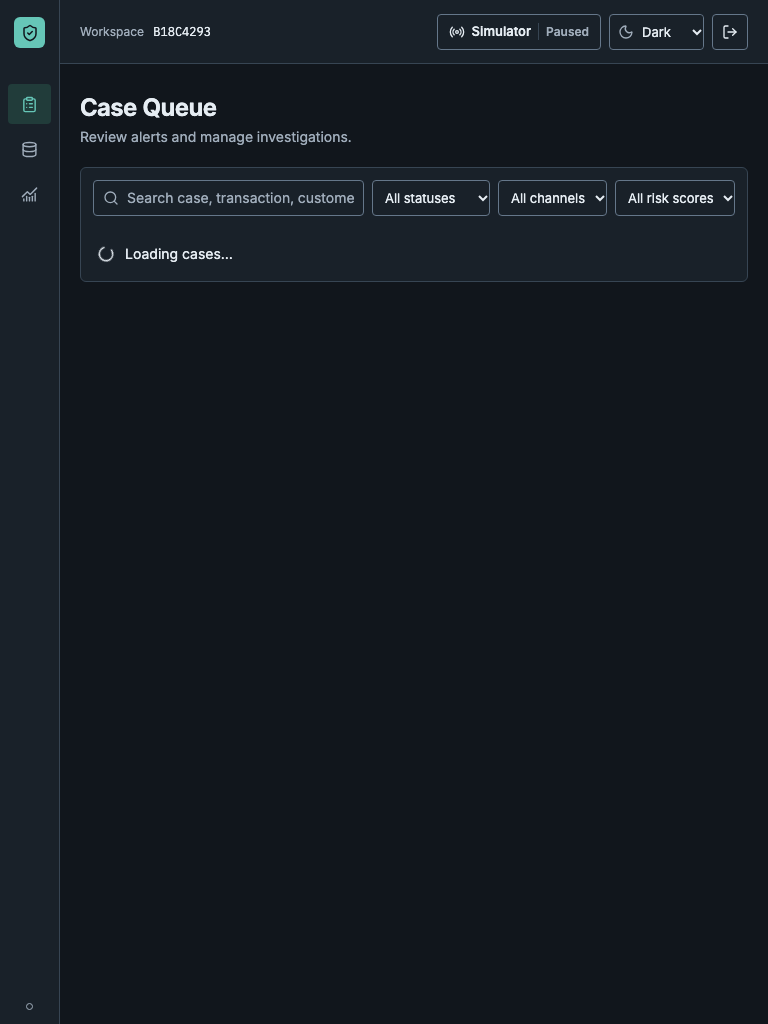 Workspace B18C4293
Simulator Paused
Dark
Case Queue
Review alerts and manage investigations.
Search case, transaction, custome
All statuses
All channels
All risk scores
Loading cases...